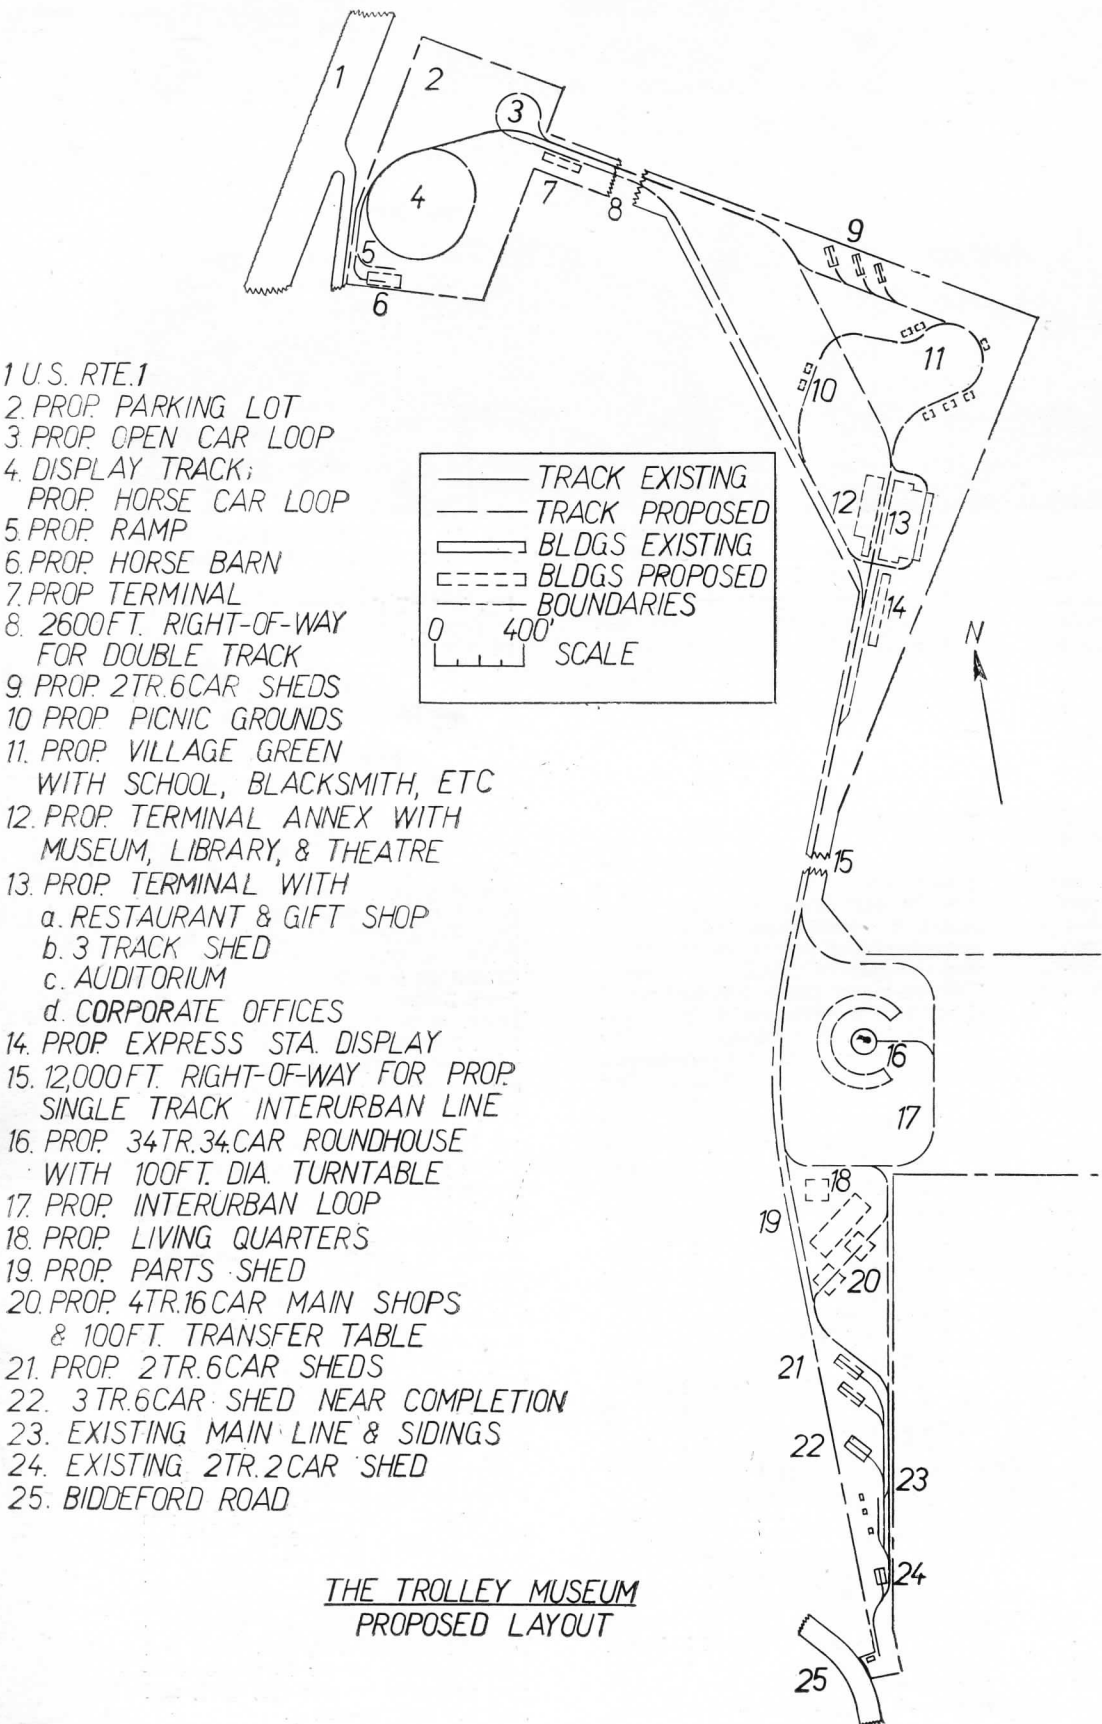 1
2
3
4
5
6
7
8
9
10
11
12
13
14
N
15
16
17
18
19
20
21
22
23
24
25
1 U.S. RTE.1
2. PROP. PARKING LOT
3. PROP. OPEN CAR LOOP
4. DISPLAY TRACK;
PROP. HORSE CAR LOOP
5. PROP. RAMP
6. PROP. HORSE BARN
7. PROP TERMINAL
8. 2600 FT. RIGHT-OF-WAY
FOR DOUBLE TRACK
9. PROP. 2TR.6CAR SHEDS
10 PROP. PICNIC GROUNDS
11. PROP. VILLAGE GREEN
WITH SCHOOL, BLACKSMITH, ETC
12. PROP. TERMINAL ANNEX WITH
MUSEUM, LIBRARY, & THEATRE
13. PROP. TERMINAL WITH
a. RESTAURANT & GIFT SHOP
b. 3 TRACK SHED
c. AUDITORIUM
d. CORPORATE OFFICES
14. PROP. EXPRESS STA. DISPLAY
15. 12,000 FT. RIGHT-OF-WAY FOR PROP.
SINGLE TRACK INTERURBAN LINE
16. PROP. 34TR.34.CAR ROUNDHOUSE
WITH 100FT. DIA. TURNTABLE
17. PROP. INTERURBAN LOOP
18. PROP. LIVING QUARTERS
19. PROP. PARTS SHED
20. PROP. 4TR.16CAR MAIN SHOPS
& 100FT. TRANSFER TABLE
21. PROP. 2TR.6CAR SHEDS
22. 3TR.6CAR SHED NEAR COMPLETION
23. EXISTING MAIN LINE & SIDINGS
24. EXISTING 2TR.2CAR SHED
25. BIDDEFORD ROAD
TRACK EXISTING
TRACK PROPOSED
BLDGS EXISTING
BLDGS PROPOSED
BOUNDARIES
0 400'
SCALE
THE TROLLEY MUSEUM
PROPOSED LAYOUT